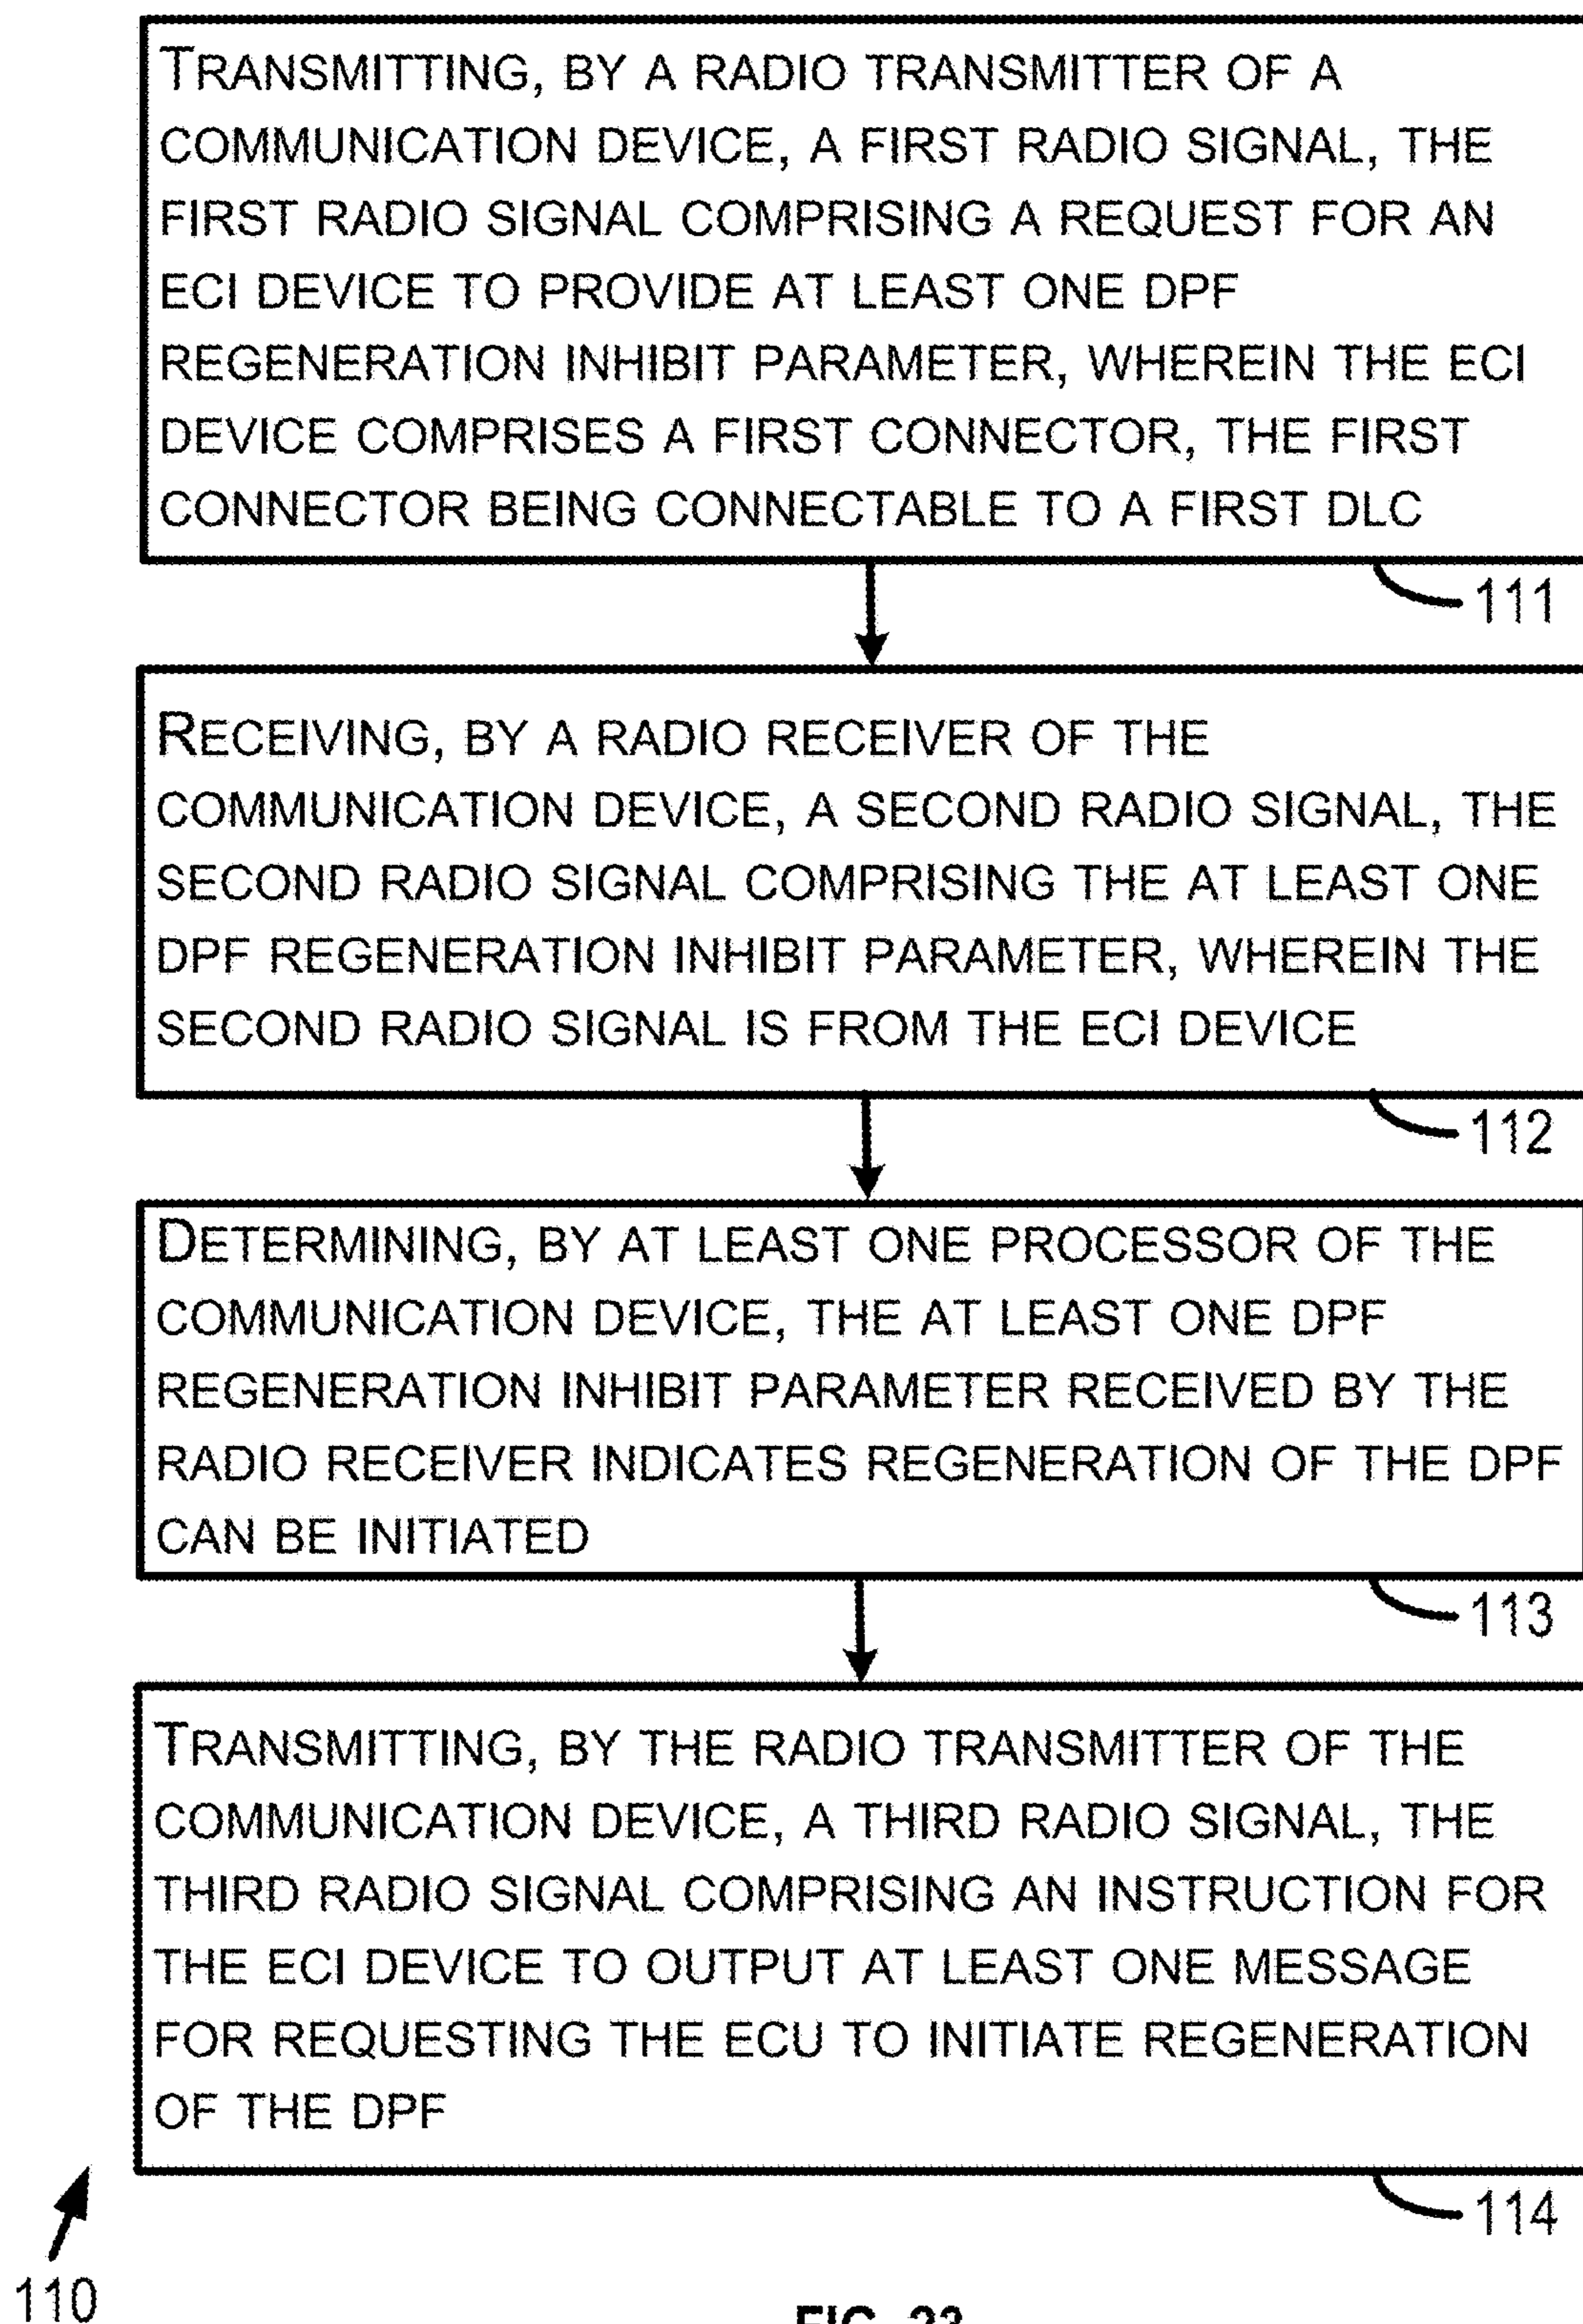 TRANSMITTING, BY A RADIO TRANSMITTER OF A
COMMUNICATION DEVICE, A FIRST RADIO SIGNAL, THE
FIRST RADIO SIGNAL COMPRISING A REQUEST FOR AN
ECI DEVICE TO PROVIDE AT LEAST ONE DPF
REGENERATION INHIBIT PARAMETER, WHEREIN THE ECI
DEVICE COMPRISES A FIRST CONNECTOR, THE FIRST
CONNECTOR BEING CONNECTABLE TO A FIRST DLC
111
RECEIVING, BY A RADIO RECEIVER OF THE
COMMUNICATION DEVICE, A SECOND RADIO SIGNAL, THE
SECOND RADIO SIGNAL COMPRISING THE AT LEAST ONE
DPF REGENERATION INHIBIT PARAMETER, WHEREIN THE
SECOND RADIO SIGNAL IS FROM THE ECI DEVICE
112
DETERMINING, BY AT LEAST ONE PROCESSOR OF THE
COMMUNICATION DEVICE, THE AT LEAST ONE DPF
REGENERATION INHIBIT PARAMETER RECEIVED BY THE
RADIO RECEIVER INDICATES REGENERATION OF THE DPF
CAN BE INITIATED
113
TRANSMITTING, BY THE RADIO TRANSMITTER OF THE
COMMUNICATION DEVICE, A THIRD RADIO SIGNAL, THE
THIRD RADIO SIGNAL COMPRISING AN INSTRUCTION FOR
THE ECI DEVICE TO OUTPUT AT LEAST ONE MESSAGE
FOR REQUESTING THE ECU TO INITIATE REGENERATION
OF THE DPF
114
110
FIG. 23